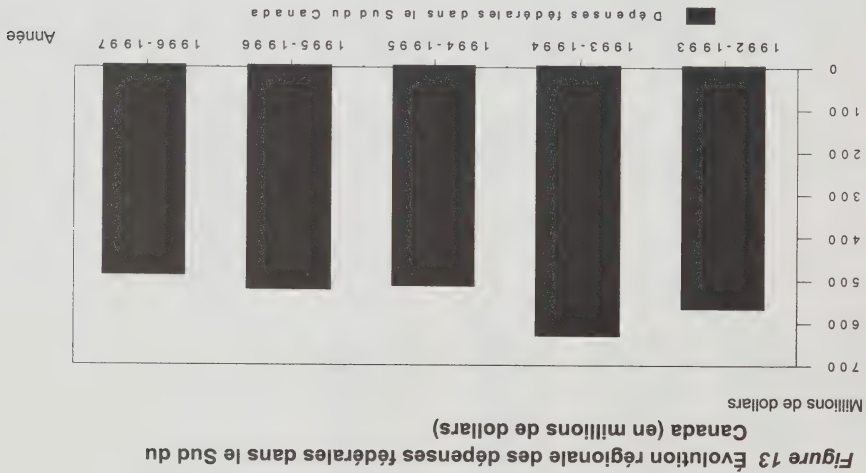 Figure 13 Évolution régionale des dépenses fédérales dans le Sud du
Canada (en millions de dollars)
Millions de dollars
700
600
500
400
300
200
100
0
1992-1993 1993-1994 1994-1995 1995-1996 1996-1997
Année
Dépenses fédérales dans le Sud du Canada